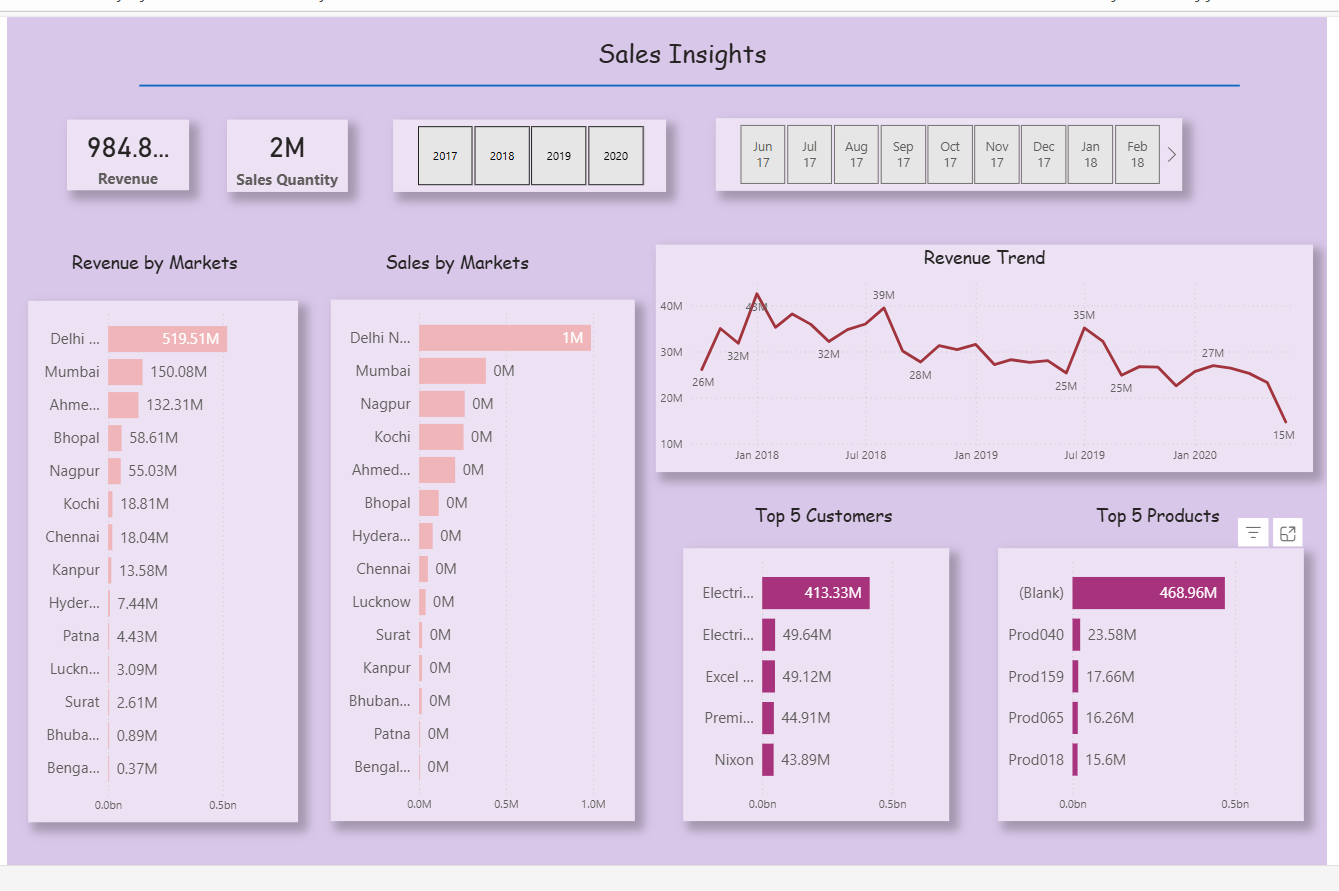 Sales Insights
984.8...
Revenue
2M
Sales Quantity
2017
2018
2019
2020
Jun 17
Jul 17
Aug 17
Sep 17
Oct 17
Nov 17
Dec 17
Jan 18
Feb 18
Revenue by Markets
Delhi ... 519.51M
Mumbai 150.08M
Ahme... 132.31M
Bhopal 58.61M
Nagpur 55.03M
Kochi 18.81M
Chennai 18.04M
Kanpur 13.58M
Hyder... 7.44M
Patna 4.43M
Luckn... 3.09M
Surat 2.61M
Bhuba... 0.89M
Benga... 0.37M
0.0bn 0.5bn
Sales by Markets
Delhi N... 1M
Mumbai 0M
Nagpur 0M
Kochi 0M
Ahmed... 0M
Bhopal 0M
Hydera... 0M
Chennai 0M
Lucknow 0M
Surat 0M
Kanpur 0M
Bhuban... 0M
Patna 0M
Bengal... 0M
0.0M 0.5M 1.0M
Revenue Trend
40M
30M
20M
10M
26M
32M
43M
32M
39M
28M
25M
35M
25M
27M
15M
Jan 2018 Jul 2018 Jan 2019 Jul 2019 Jan 2020
Top 5 Customers
Electri... 413.33M
Electri... 49.64M
Excel ... 49.12M
Premi... 44.91M
Nixon 43.89M
0.0bn 0.5bn
Top 5 Products
(Blank) 468.96M
Prod040 23.58M
Prod159 17.66M
Prod065 16.26M
Prod018 15.6M
0.0bn 0.5bn